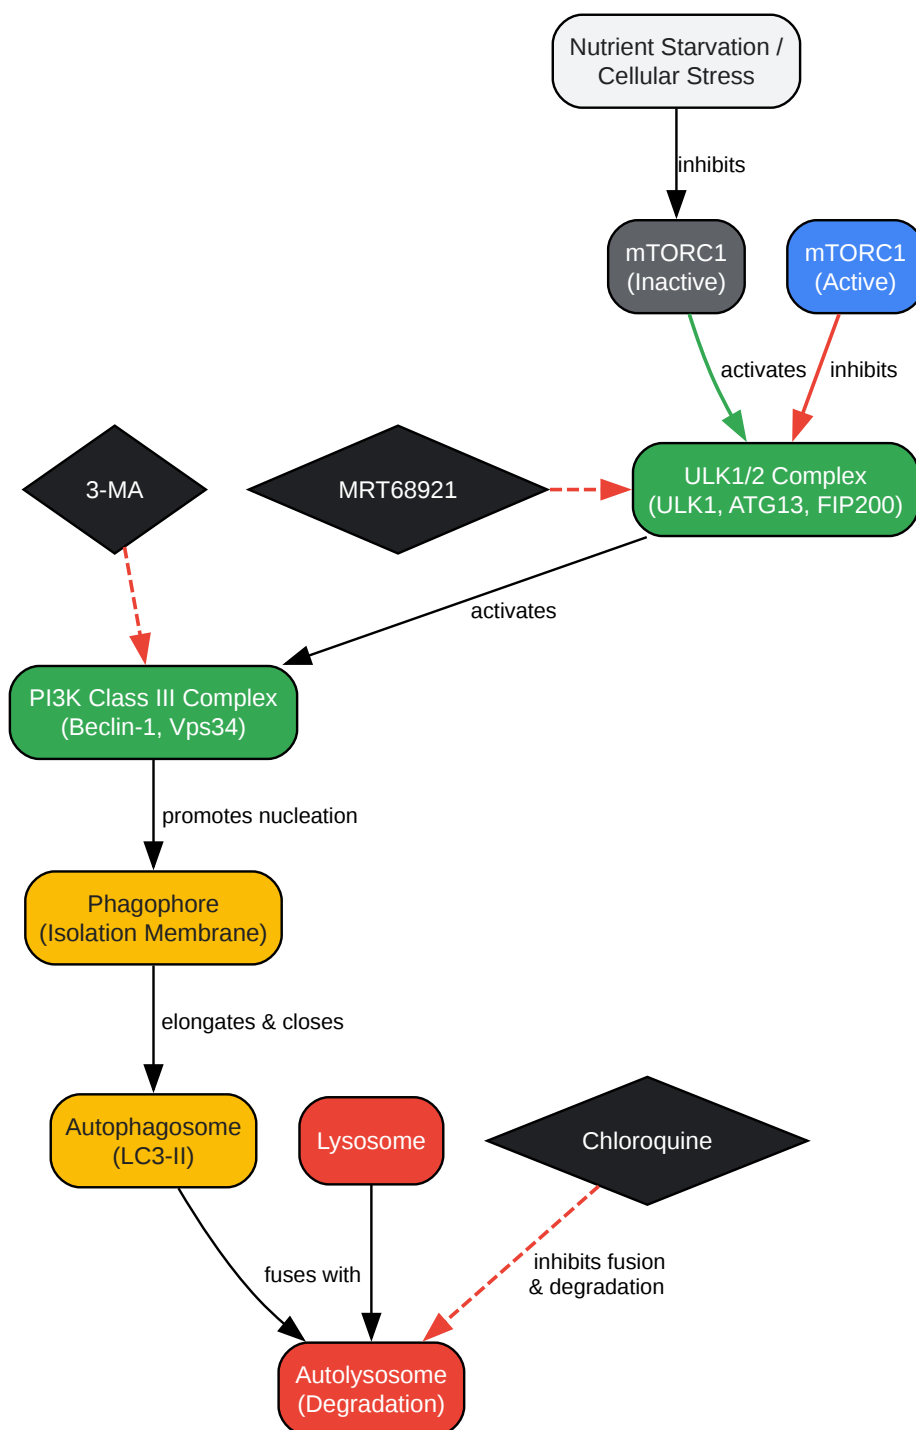 Nutrient Starvation /
Cellular Stress
inhibits
mTORC1
(Inactive)
mTORC1
(Active)
activates
inhibits
3-MA
MRT68921
ULK1/2 Complex
(ULK1, ATG13, FIP200)
activates
PI3K Class III Complex
(Beclin-1, Vps34)
promotes nucleation
Phagophore
(Isolation Membrane)
elongates & closes
Autophagosome
(LC3-II)
Lysosome
Chloroquine
fuses with
inhibits fusion
& degradation
Autolysosome
(Degradation)